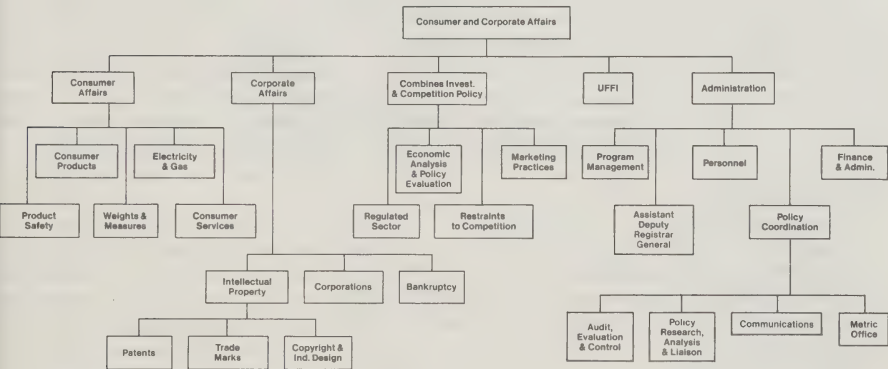 Consumer and Corporate Affairs
Consumer
Affairs
Corporate
Affairs
Combines Invest.
& Competition Policy
UFFI
Administration
Consumer
Products
Electricity
& Gas
Economic
Analysis
& Policy
Evaluation
Marketing
Practices
Program
Management
Personnel
Finance
& Admin.
Product
Safety
Weights &
Measures
Consumer
Services
Regulated
Sector
Restraints
to Competition
Assistant
Deputy
Registrar
General
Policy
Coordination
Intellectual
Property
Corporations
Bankruptcy
Patents
Trade
Marks
Copyright &
Ind. Design
Audit,
Evaluation
& Control
Policy
Research,
Analysis
& Liaison
Communications
Metric
Office